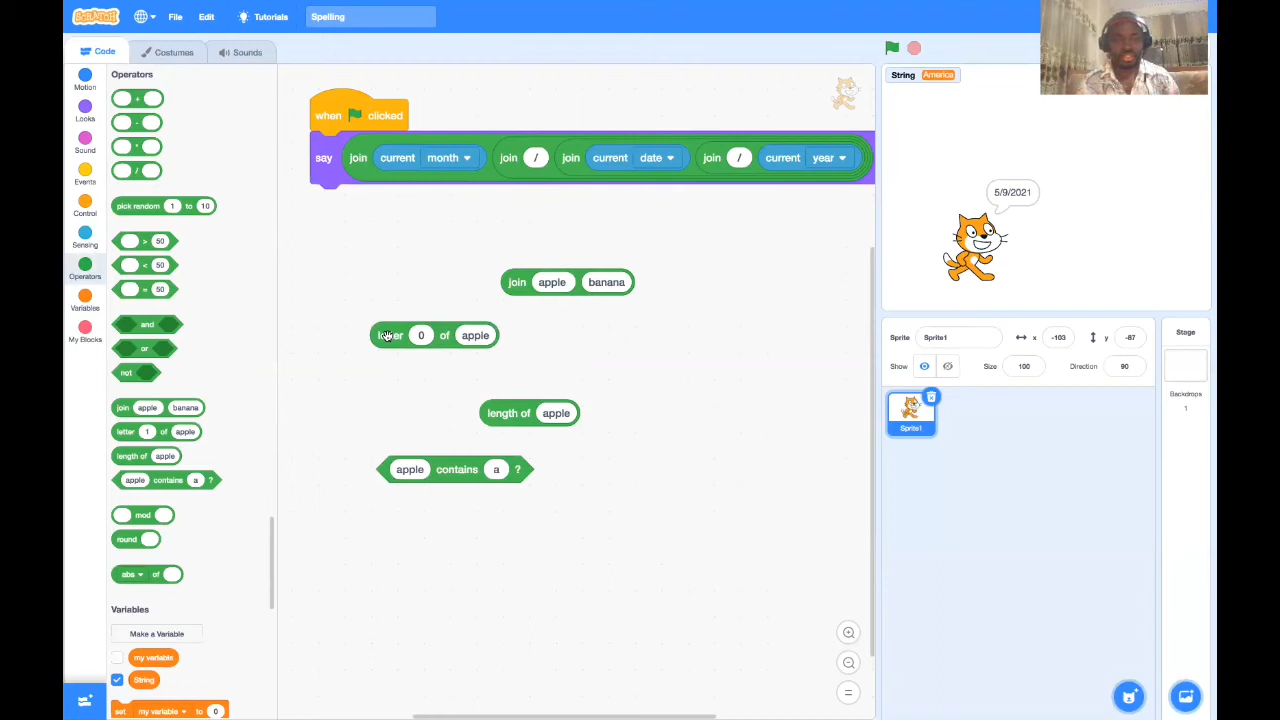 SCRATCH File Edit Tutorials Spelling
Code Costumes Sounds
Motion
Looks
Sound
Events
Control
Sensing
Operators
Variables
My Blocks
Operators
+
-
*
/
pick random 1 to 10
> 50
< 50
= 50
and
or
not
join apple banana
letter 1 of apple
length of apple
apple contains a ?
mod
round
abs of
Variables
Make a Variable
my variable
String
set my variable to 0
when clicked
say join current month join / join current date join / current year
join apple banana
letter 0 of apple
length of apple
apple contains a ?
String America
5/9/2021
Sprite Sprite1 x -103 y -87
Show Size 100 Direction 90
Sprite1
Stage
Backdrops
1